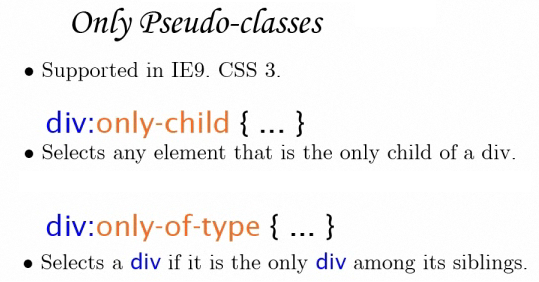 Only Pseudo-classes
• Supported in IE9. CSS 3.
div:only-child { ... }
• Selects any element that is the only child of a div.
div:only-of-type { ... }
• Selects a div if it is the only div among its siblings.